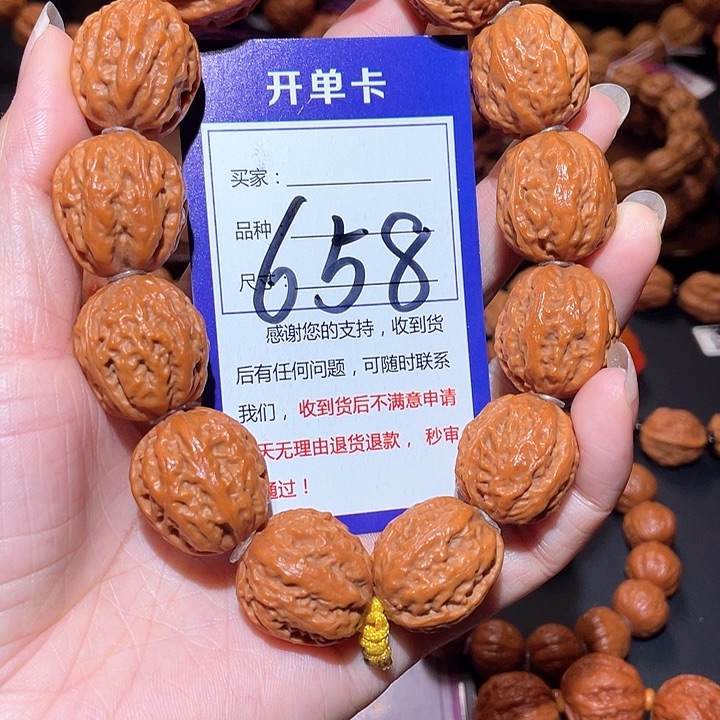 开单卡
买家：
品种：
尺寸：
658
感谢您的支持，收到货
后有任何问题，可随时联系
我们，收到货后不满意申请
天无理由退货退款，秒审
通过！